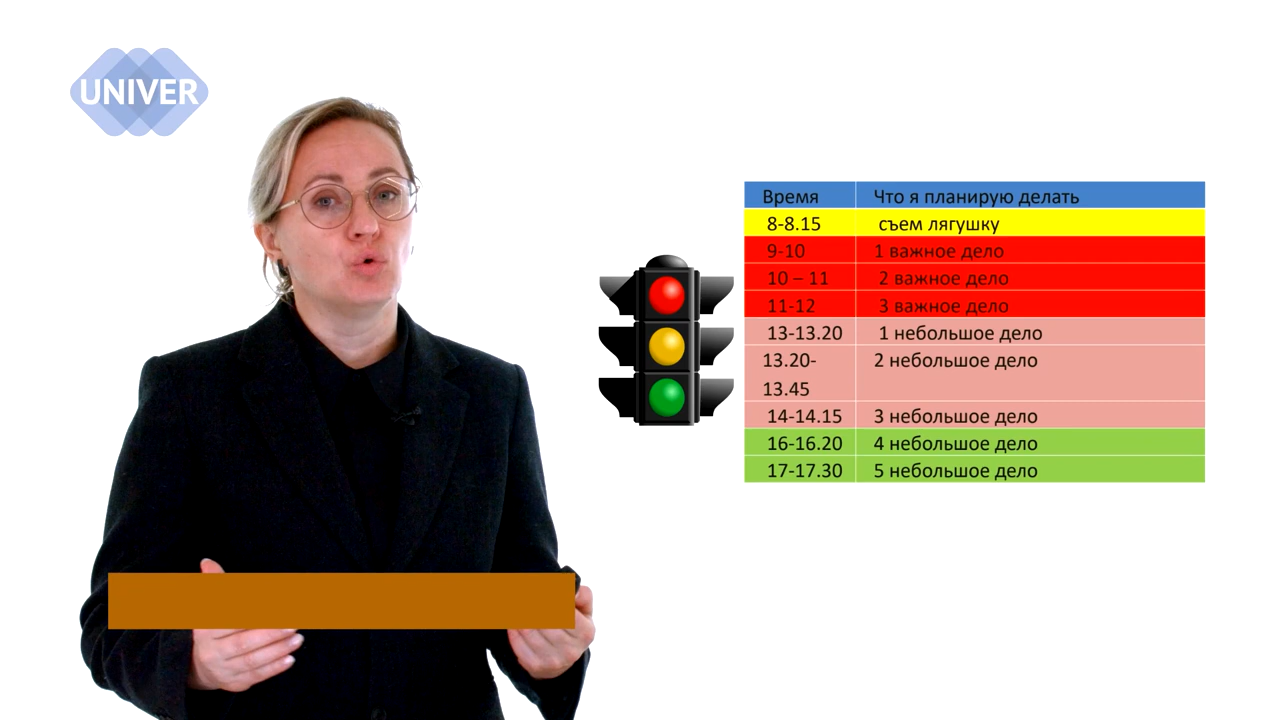 UNIVER
Время Что я планирую делать
8-8.15 съем лягушку
9-10 1 важное дело
10 – 11 2 важное дело
11-12 3 важное дело
13-13.20 1 небольшое дело
13.20- 2 небольшое дело
13.45
14-14.15 3 небольшое дело
16-16.20 4 небольшое дело
17-17.30 5 небольшое дело